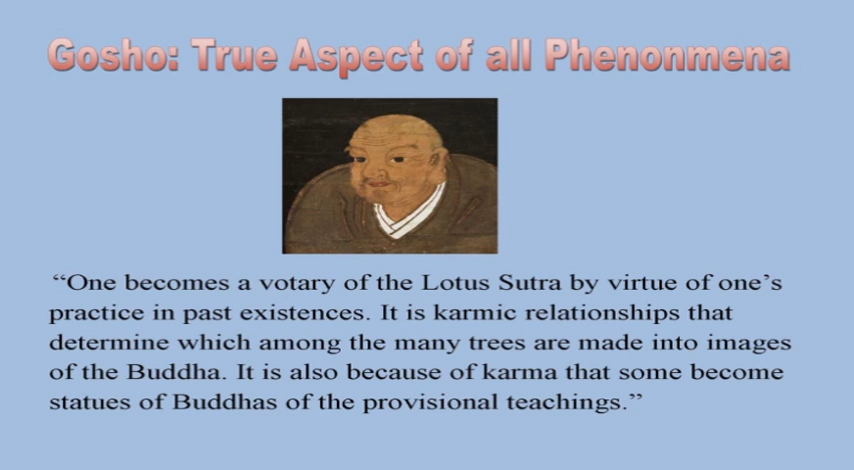 Gosho: True Aspect of all Phenonmena
“One becomes a votary of the Lotus Sutra by virtue of one’s
practice in past existences. It is karmic relationships that
determine which among the many trees are made into images
of the Buddha. It is also because of karma that some become
statues of Buddhas of the provisional teachings.”